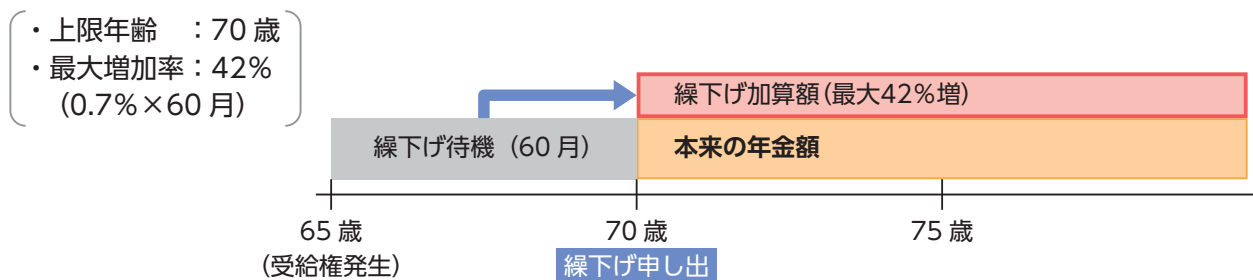 ・上限年齢　：70 歳
・最大増加率：42%
（0.7%×60 月）
繰下げ加算額（最大42%増）
繰下げ待機（60 月）
本来の年金額
65 歳
70 歳
75 歳
（受給権発生）
繰下げ申し出